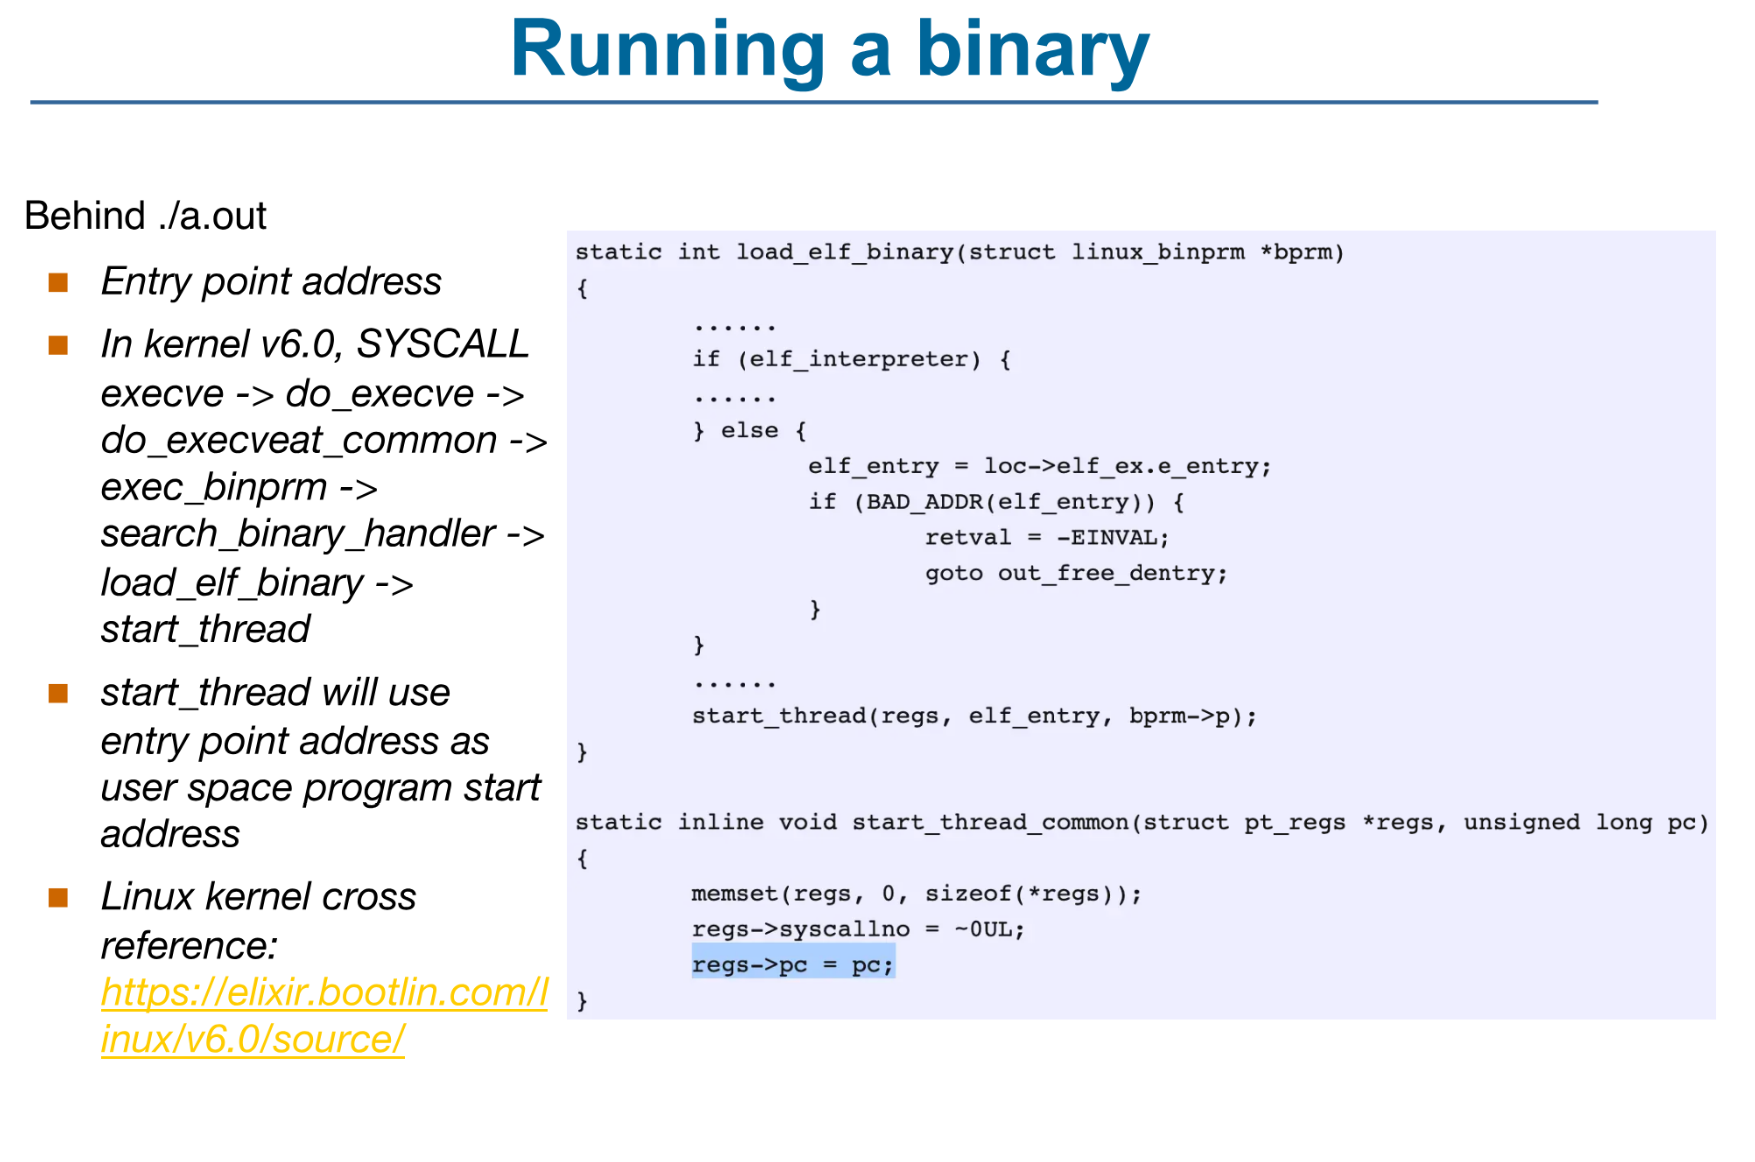 Running a binary
Behind ./a.out
Entry point address
In kernel v6.0, SYSCALL
execve -> do_execve ->
do_execveat_common ->
exec_binprm ->
search_binary_handler ->
load_elf_binary ->
start_thread
start_thread will use
entry point address as
user space program start
address
Linux kernel cross
reference:
https://elixir.bootlin.com/l
inux/v6.0/source/
static int load_elf_binary(struct linux_binprm *bprm)
{
        ......
        if (elf_interpreter) {
        ......
        } else {
                elf_entry = loc->elf_ex.e_entry;
                if (BAD_ADDR(elf_entry)) {
                        retval = -EINVAL;
                        goto out_free_dentry;
                }
        }
        ......
        start_thread(regs, elf_entry, bprm->p);
}
static inline void start_thread_common(struct pt_regs *regs, unsigned long pc)
{
        memset(regs, 0, sizeof(*regs));
        regs->syscallno = ~0UL;
        regs->pc = pc;
}